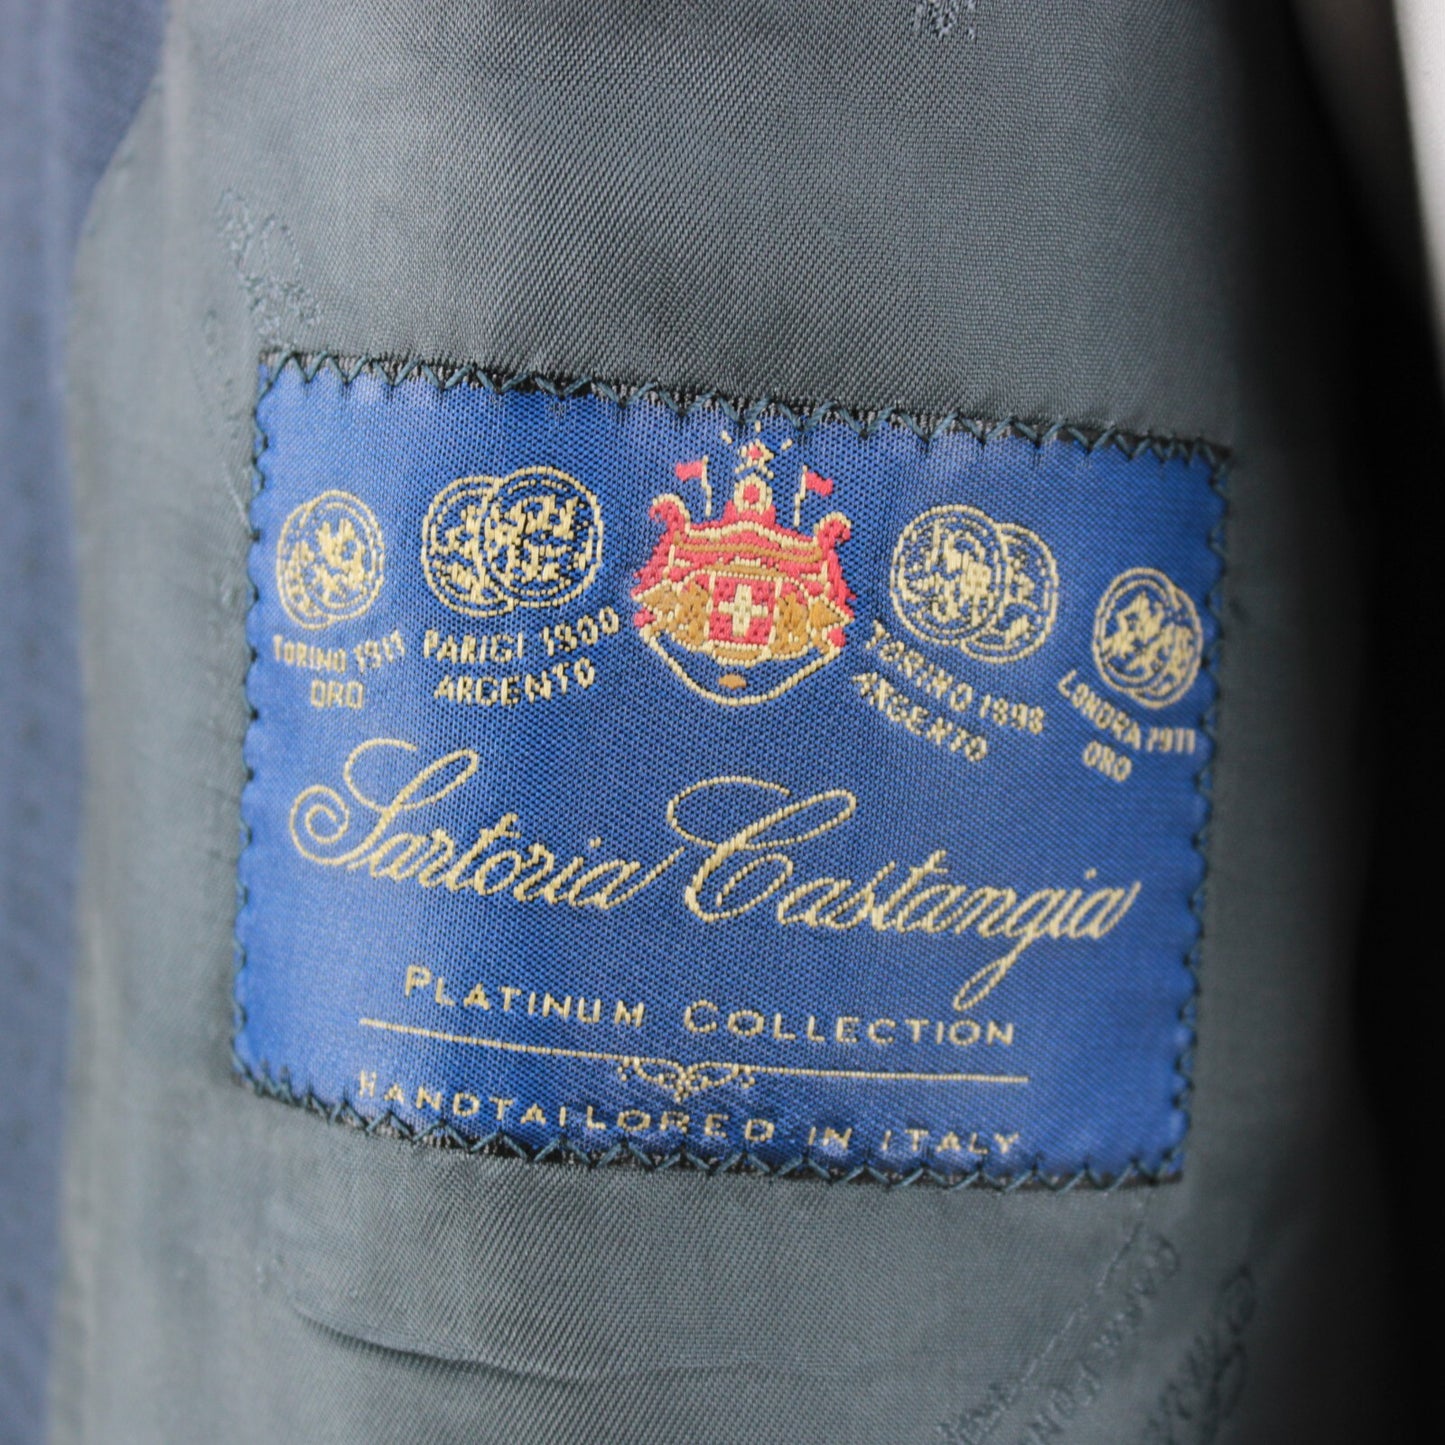 TORINO 1911
ORO
PARIGI 1900
ARGENTO
TORINO 1898
ARGENTO
LONDRA 1911
ORO
Sartoria Castangia
PLATINUM COLLECTION
HANDTAILORED IN ITALY